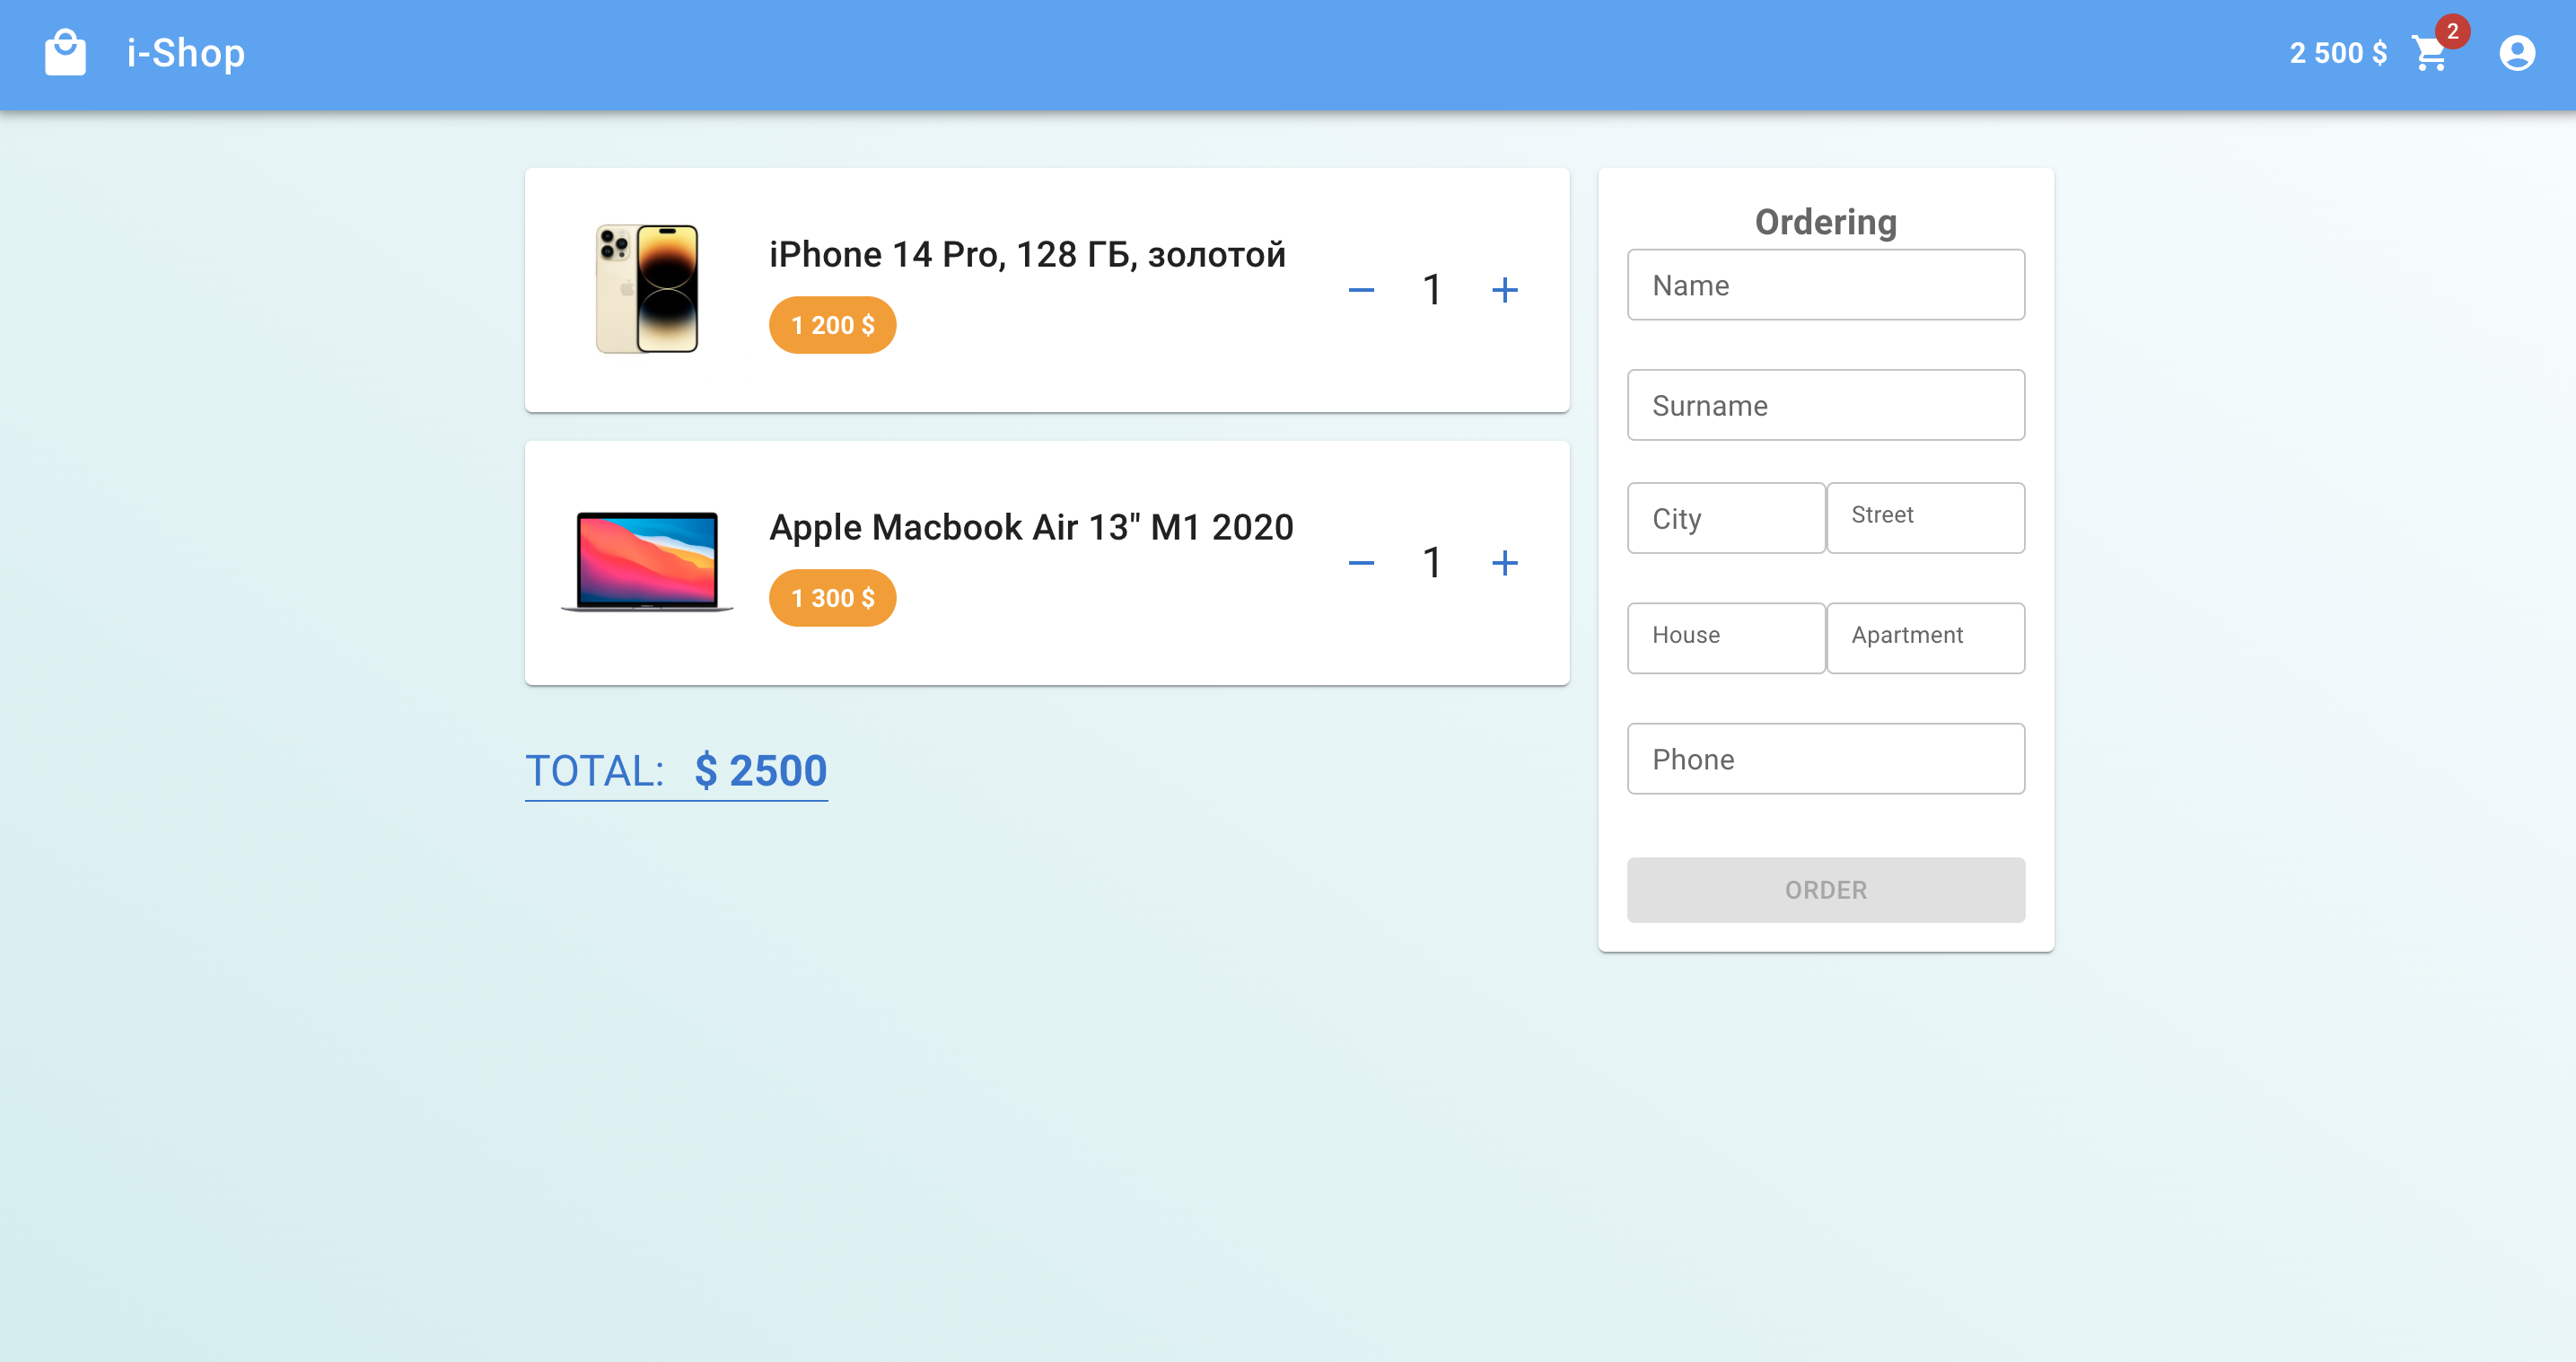 i-Shop
2 500 $
2
iPhone 14 Pro, 128 ГБ, золотой
1 200 $
1
Apple Macbook Air 13" M1 2020
1 300 $
1
TOTAL: $ 2500
Ordering
Name
Surname
City
Street
House
Apartment
Phone
ORDER